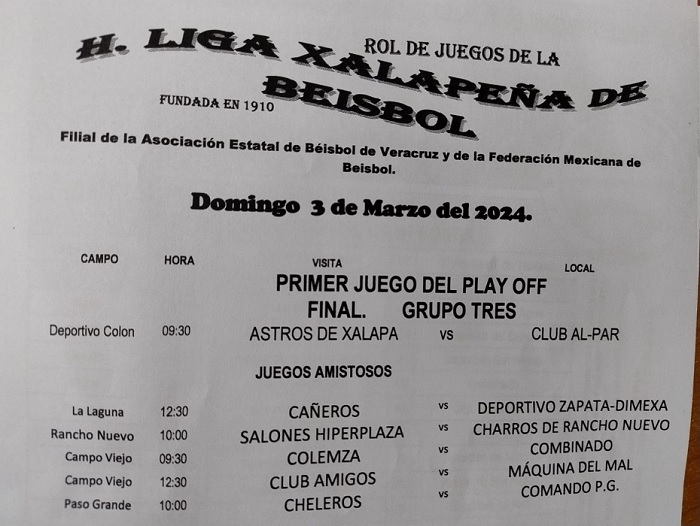 ROL DE JUEGOS DE LA
H. LIGA XALAPEÑA DE
BEISBOL
FUNDADA EN 1910
Filial de la Asociación Estatal de Béisbol de Veracruz y de la Federación Mexicana de
Beisbol.
Domingo 3 de Marzo del 2024.
CAMPO HORA VISITA LOCAL
PRIMER JUEGO DEL PLAY OFF
FINAL. GRUPO TRES
Deportivo Colon 09:30 ASTROS DE XALAPA VS CLUB AL-PAR
JUEGOS AMISTOSOS
La Laguna 12:30 CAÑEROS vs DEPORTIVO ZAPATA-DIMEXA
Rancho Nuevo 10:00 SALONES HIPERPLAZA vs CHARROS DE RANCHO NUEVO
Campo Viejo 09:30 COLEMZA vs COMBINADO
Campo Viejo 12:30 CLUB AMIGOS vs MÁQUINA DEL MAL
Paso Grande 10:00 CHELEROS vs COMANDO P.G.